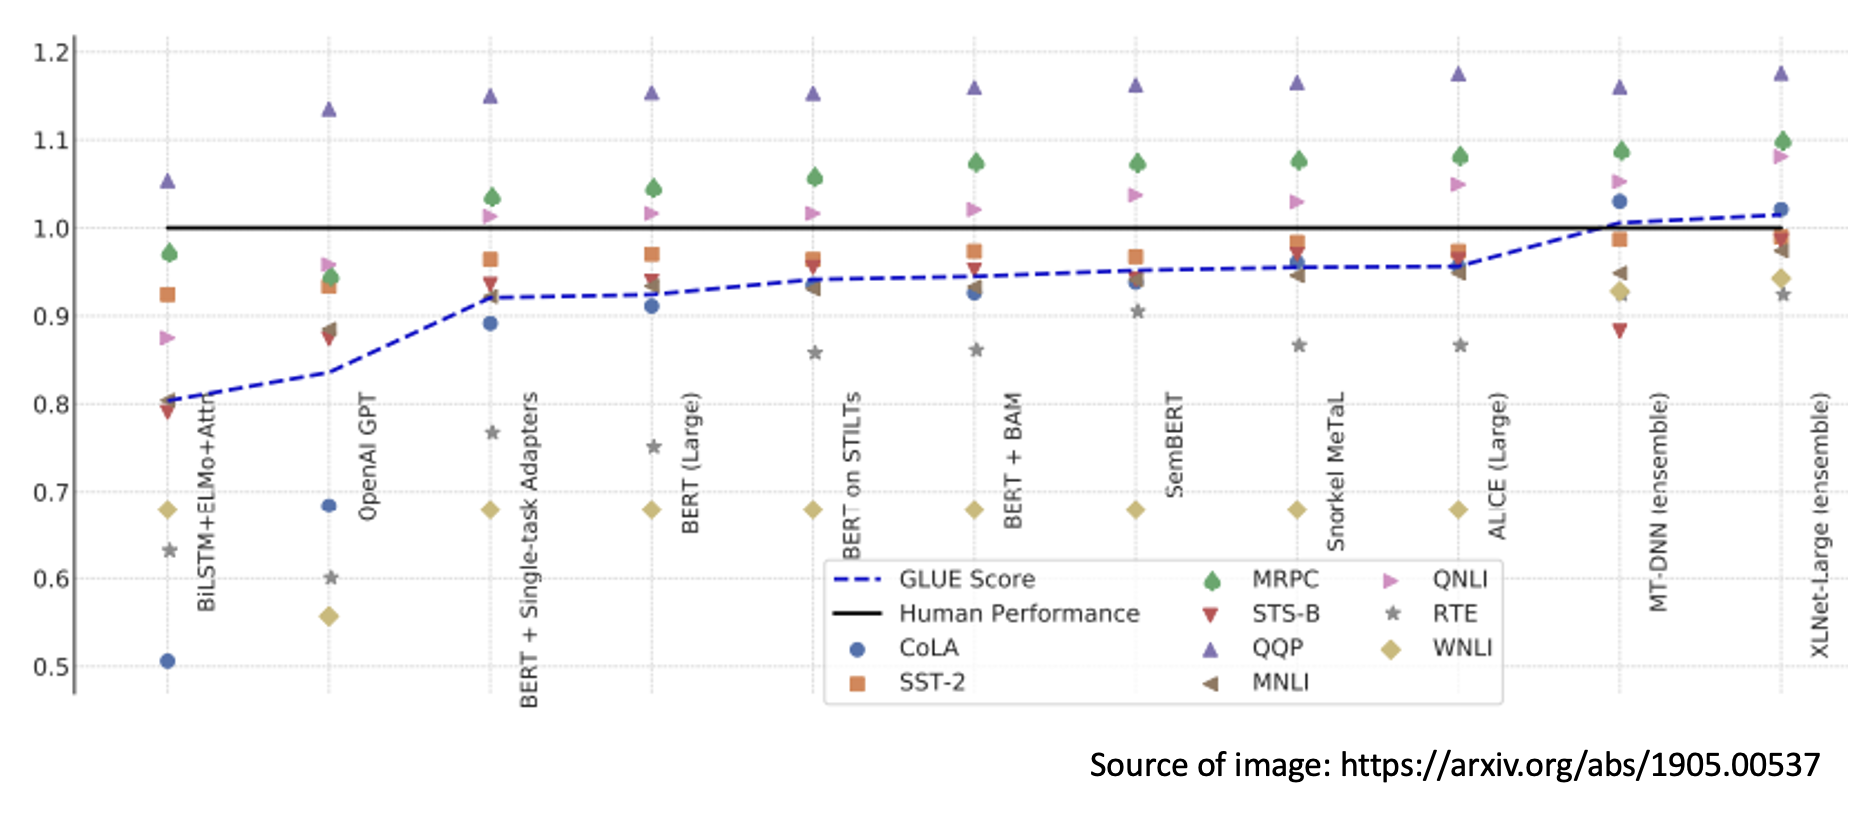 1.2
1.1
1.0
0.9
0.8
0.7
0.6
0.5
BiLSTM+ELMo+Attn
OpenAI GPT
BERT + Single-task Adapters
BERT (Large)
BERT on STILTs
BERT + BAM
SemBERT
Snorkel MeTaL
ALICE (Large)
MT-DNN (ensemble)
XLNet-Large (ensemble)
GLUE Score
Human Performance
CoLA
SST-2
MRPC
STS-B
QQP
MNLI
QNLI
RTE
WNLI
Source of image: https://arxiv.org/abs/1905.00537